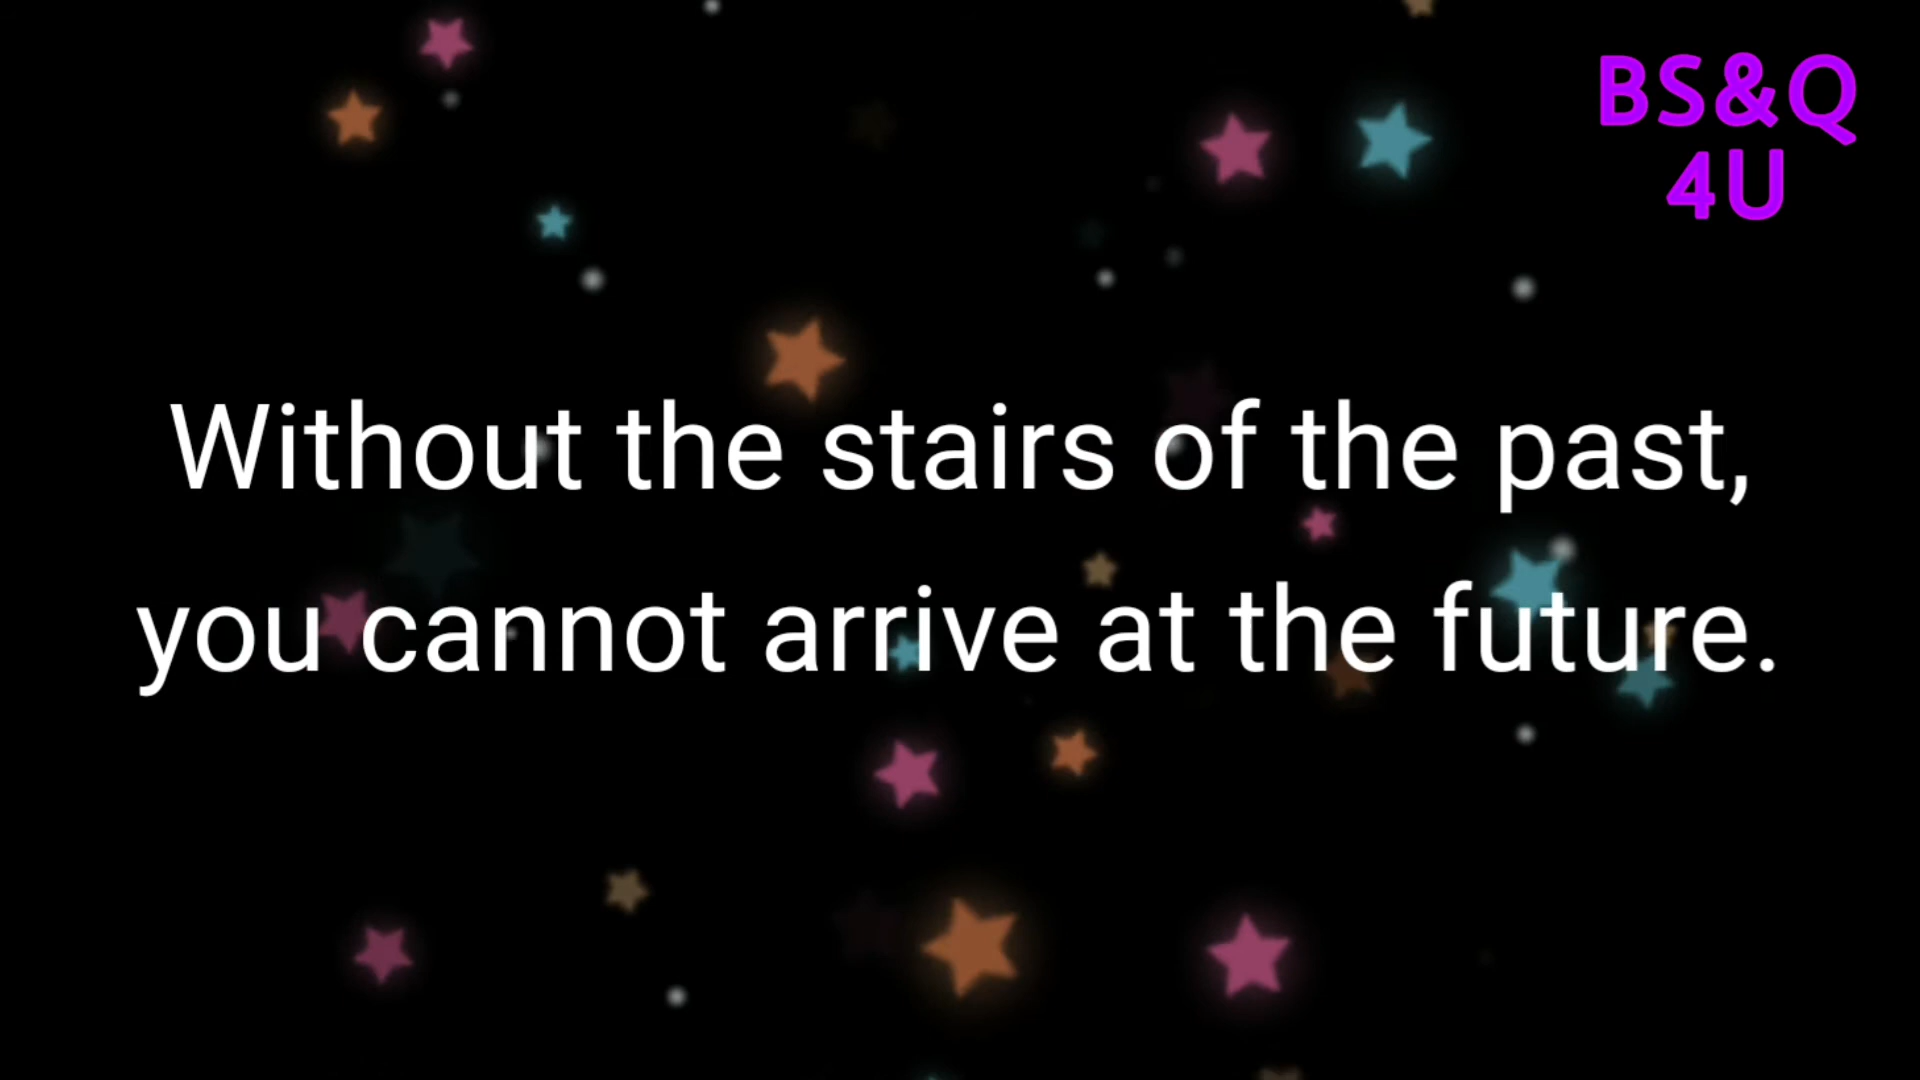 BS&Q
4U
Without the stairs of the past,
you cannot arrive at the future.